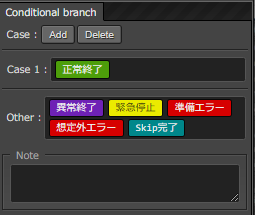 Conditional branch
Case : Add Delete
Case 1 : 正常終了
Other : 異常終了 緊急停止 準備エラー
想定外エラー Skip完了
Note